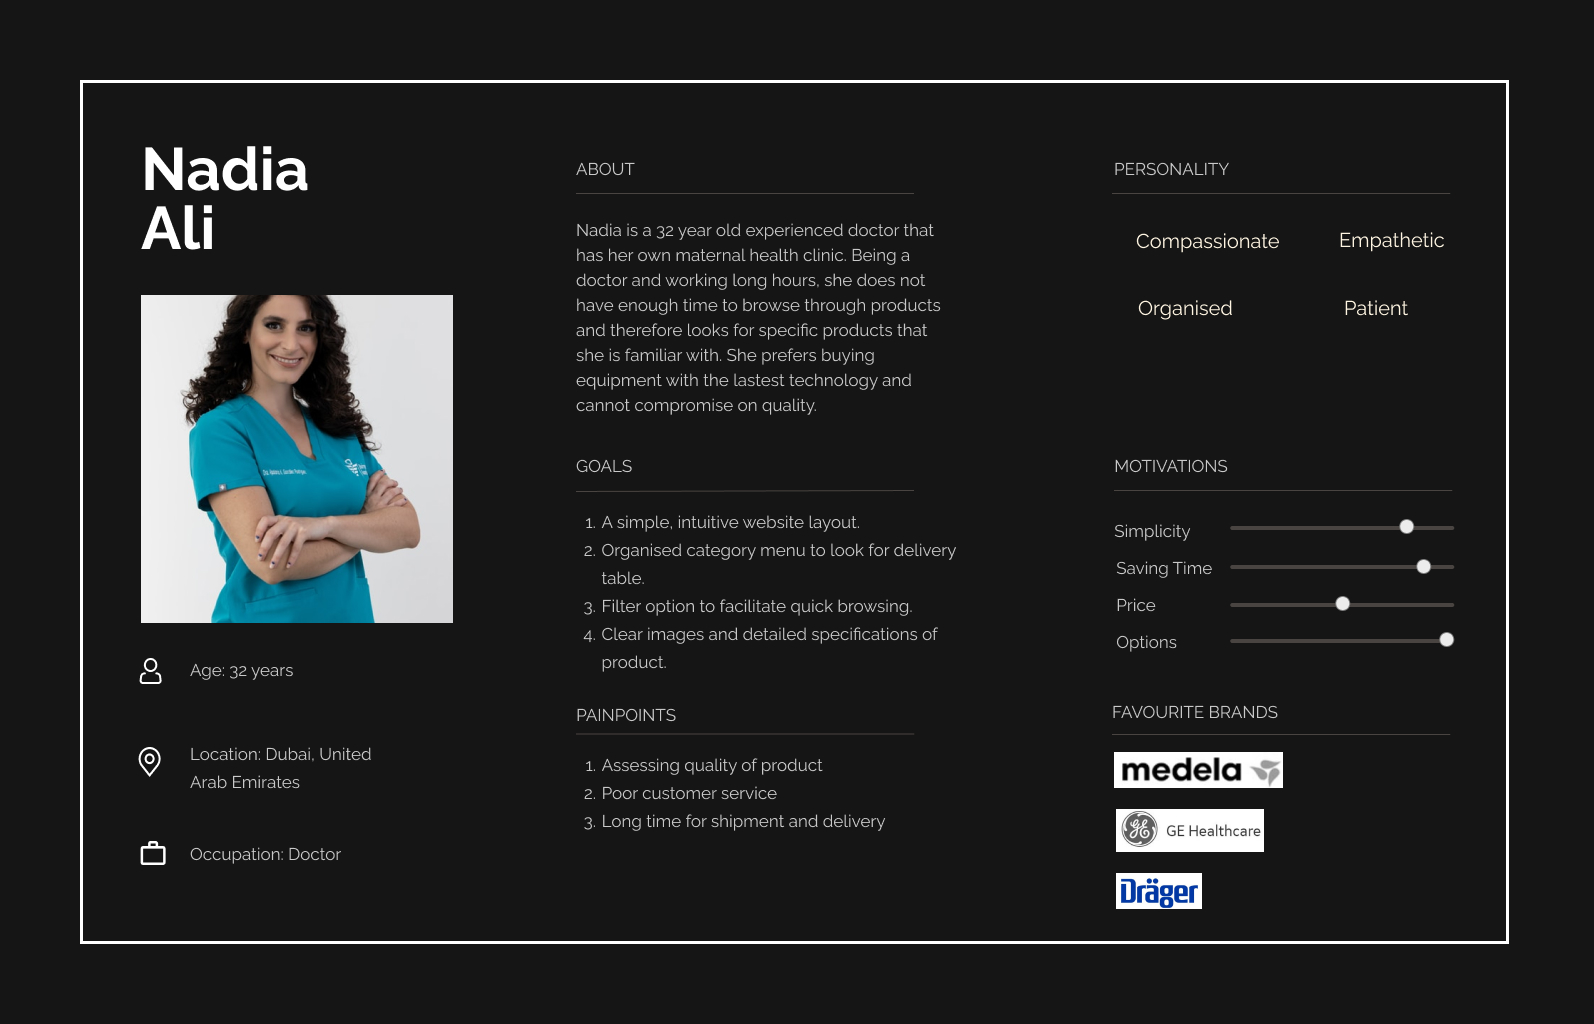 Nadia
Ali
Age: 32 years
Location: Dubai, United
Arab Emirates
Occupation: Doctor
ABOUT
Nadia is a 32 year old experienced doctor that
has her own maternal health clinic. Being a
doctor and working long hours, she does not
have enough time to browse through products
and therefore looks for specific products that
she is familiar with. She prefers buying
equipment with the lastest technology and
cannot compromise on quality.
GOALS
1. A simple, intuitive website layout.
2. Organised category menu to look for delivery
table.
3. Filter option to facilitate quick browsing.
4. Clear images and detailed specifications of
product.
PAINPOINTS
1. Assessing quality of product
2. Poor customer service
3. Long time for shipment and delivery
PERSONALITY
Compassionate Empathetic
Organised Patient
MOTIVATIONS
Simplicity
Saving Time
Price
Options
FAVOURITE BRANDS
medela
GE Healthcare
Dräger